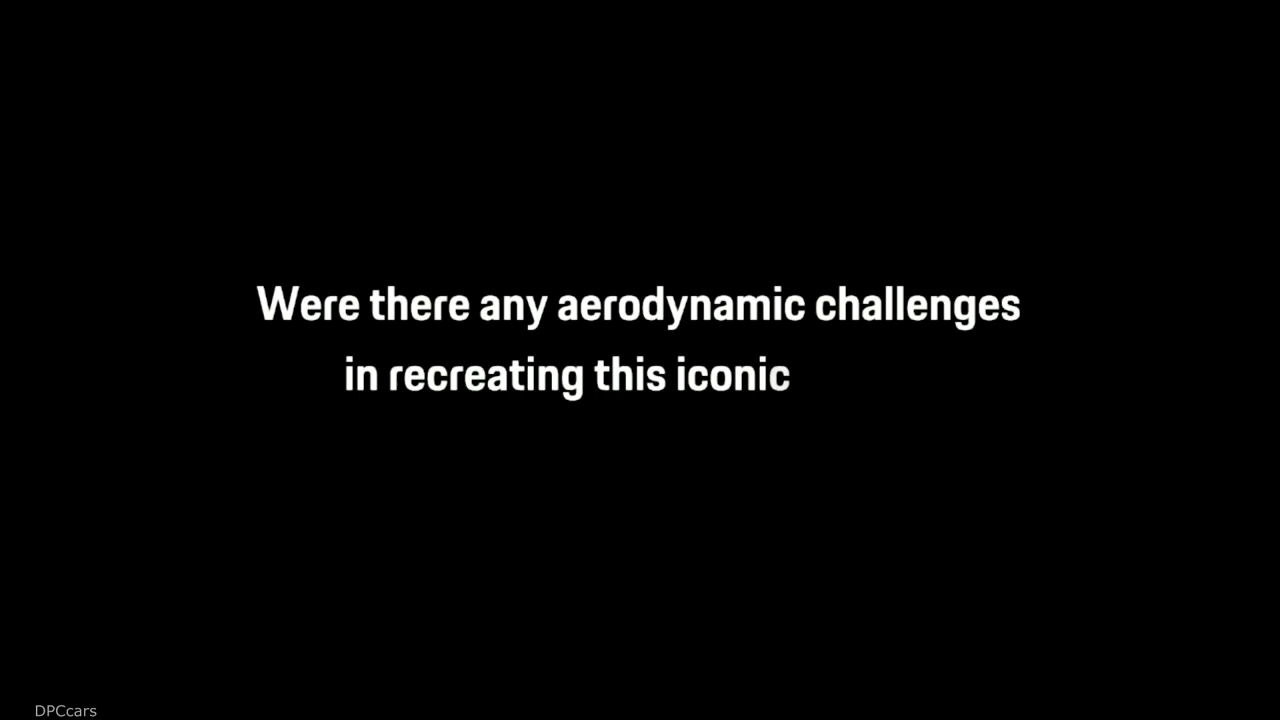 Were there any aerodynamic challenges
in recreating this iconic
DPCcars